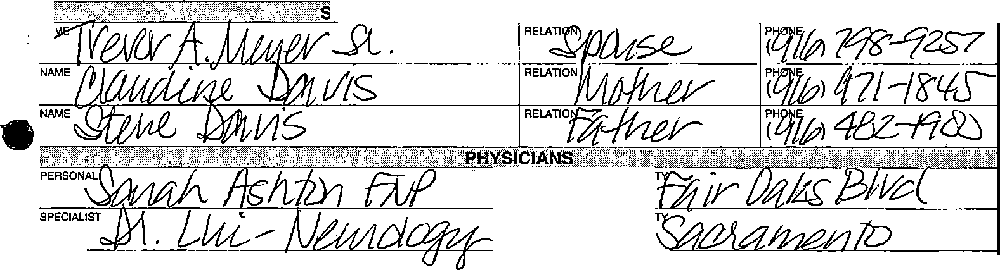 S
ME Trevor A. Meyer Sr. RELATION Spouse PHONE (916) 798-9257
NAME Claudine Davis RELATION Mother PHONE (916) 971-1845
NAME Steve Davis RELATION Father PHONE (916) 482-1980
PHYSICIANS
PERSONAL Sarah Ashton FNP TY Fair Oaks Blvd
SPECIALIST Dr. Lui - Neurology TY Sacramento